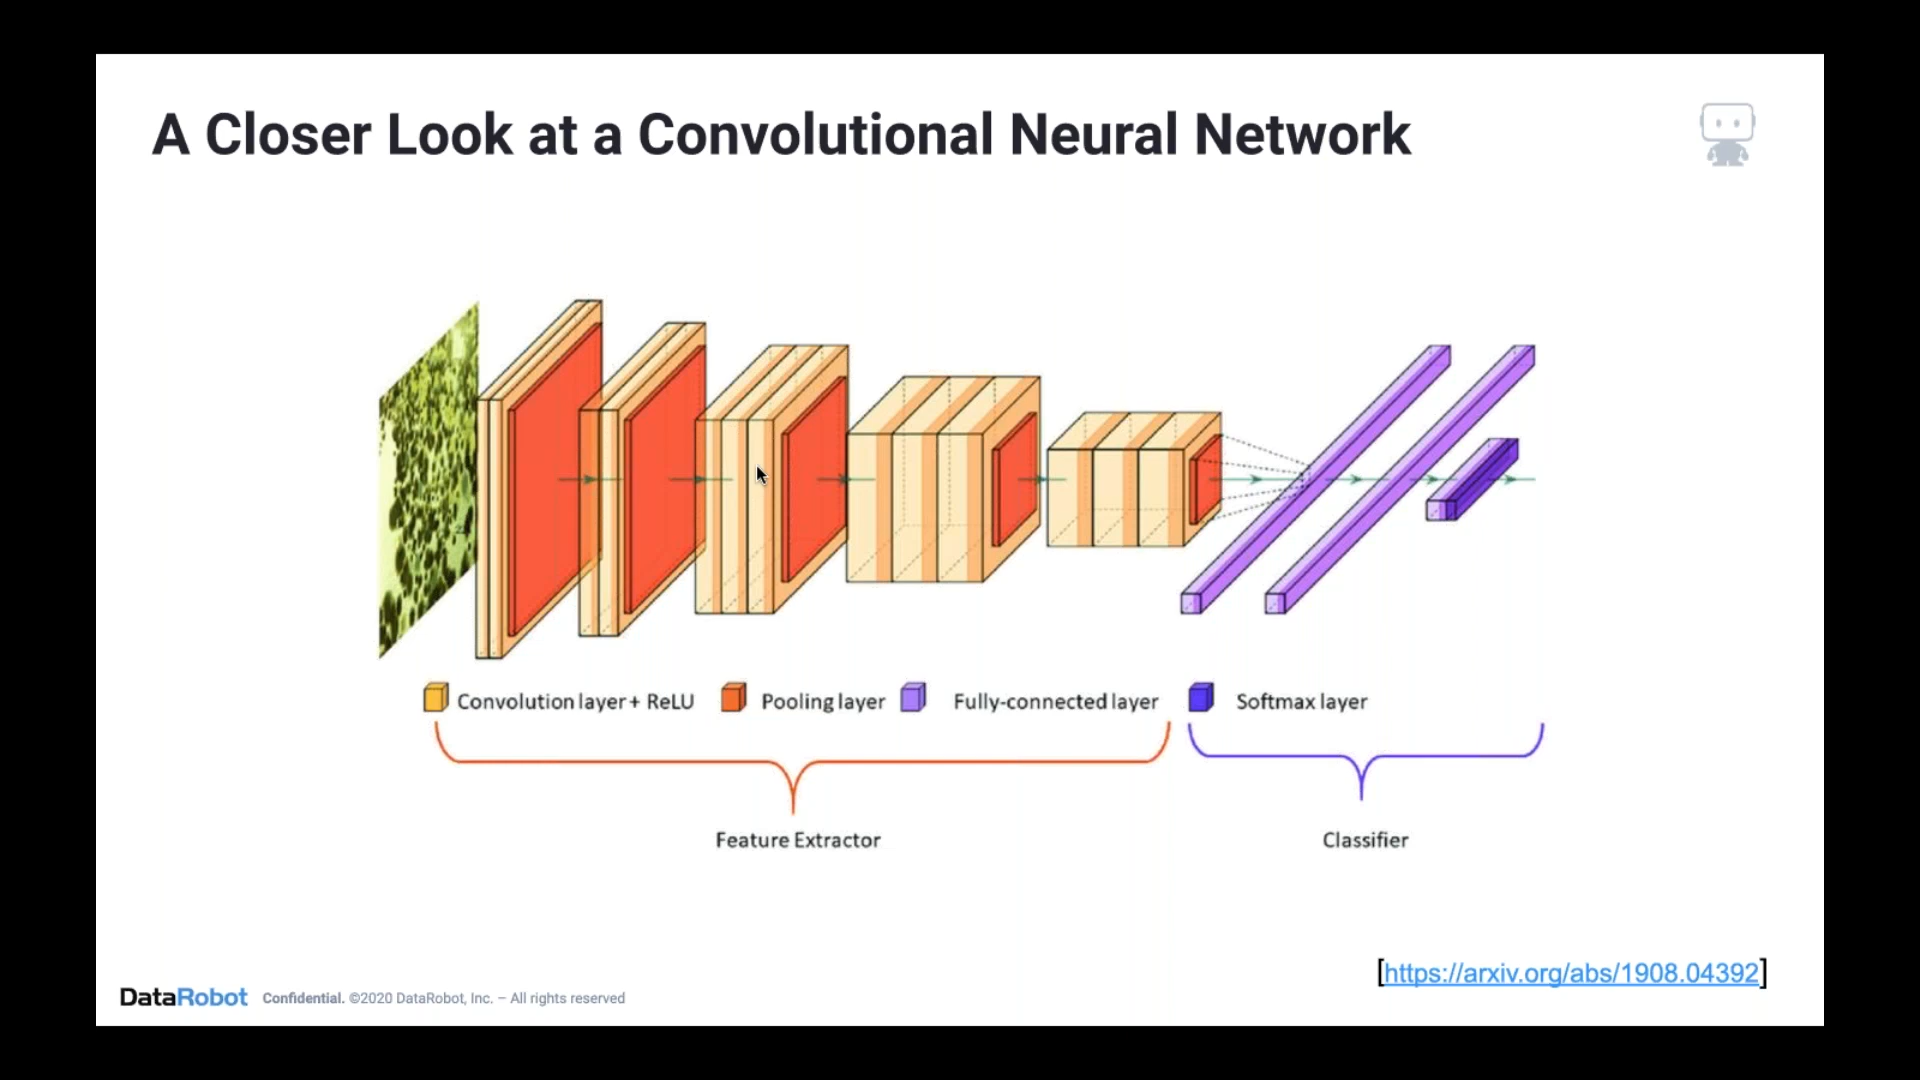 A Closer Look at a Convolutional Neural Network
Convolution layer + ReLU Pooling layer Fully-connected layer Softmax layer
Feature Extractor Classifier
[https://arxiv.org/abs/1908.04392]
DataRobot Confidential. ©2020 DataRobot, Inc. – All rights reserved